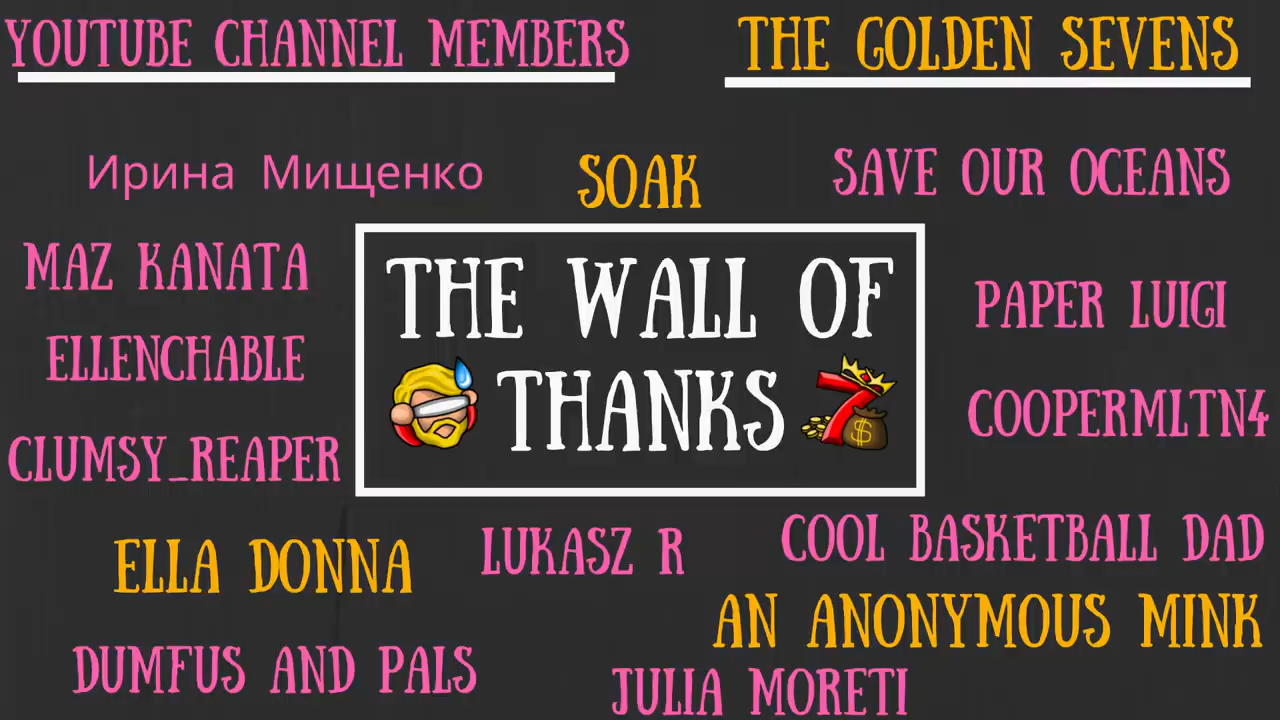 YOUTUBE CHANNEL MEMBERS
THE GOLDEN SEVENS
Ирина Мищенко
SOAK
SAVE OUR OCEANS
MAZ KANATA
THE WALL OF
THANKS
7
$
PAPER LUIGI
ELLENCHABLE
COOPERMLTN4
CLUMSY_REAPER
ELLA DONNA
LUKASZ R
COOL BASKETBALL DAD
AN ANONYMOUS MINK
DUMFUS AND PALS
JULIA MORETI